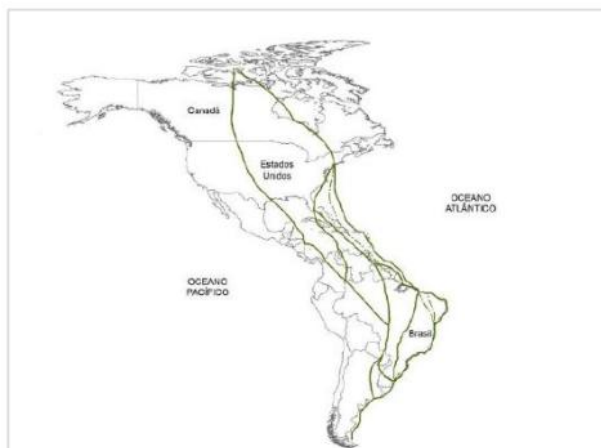 Canadá
Estados
Unidos
OCEANO
ATLÂNTICO
OCEANO
PACÍFICO
Brasil